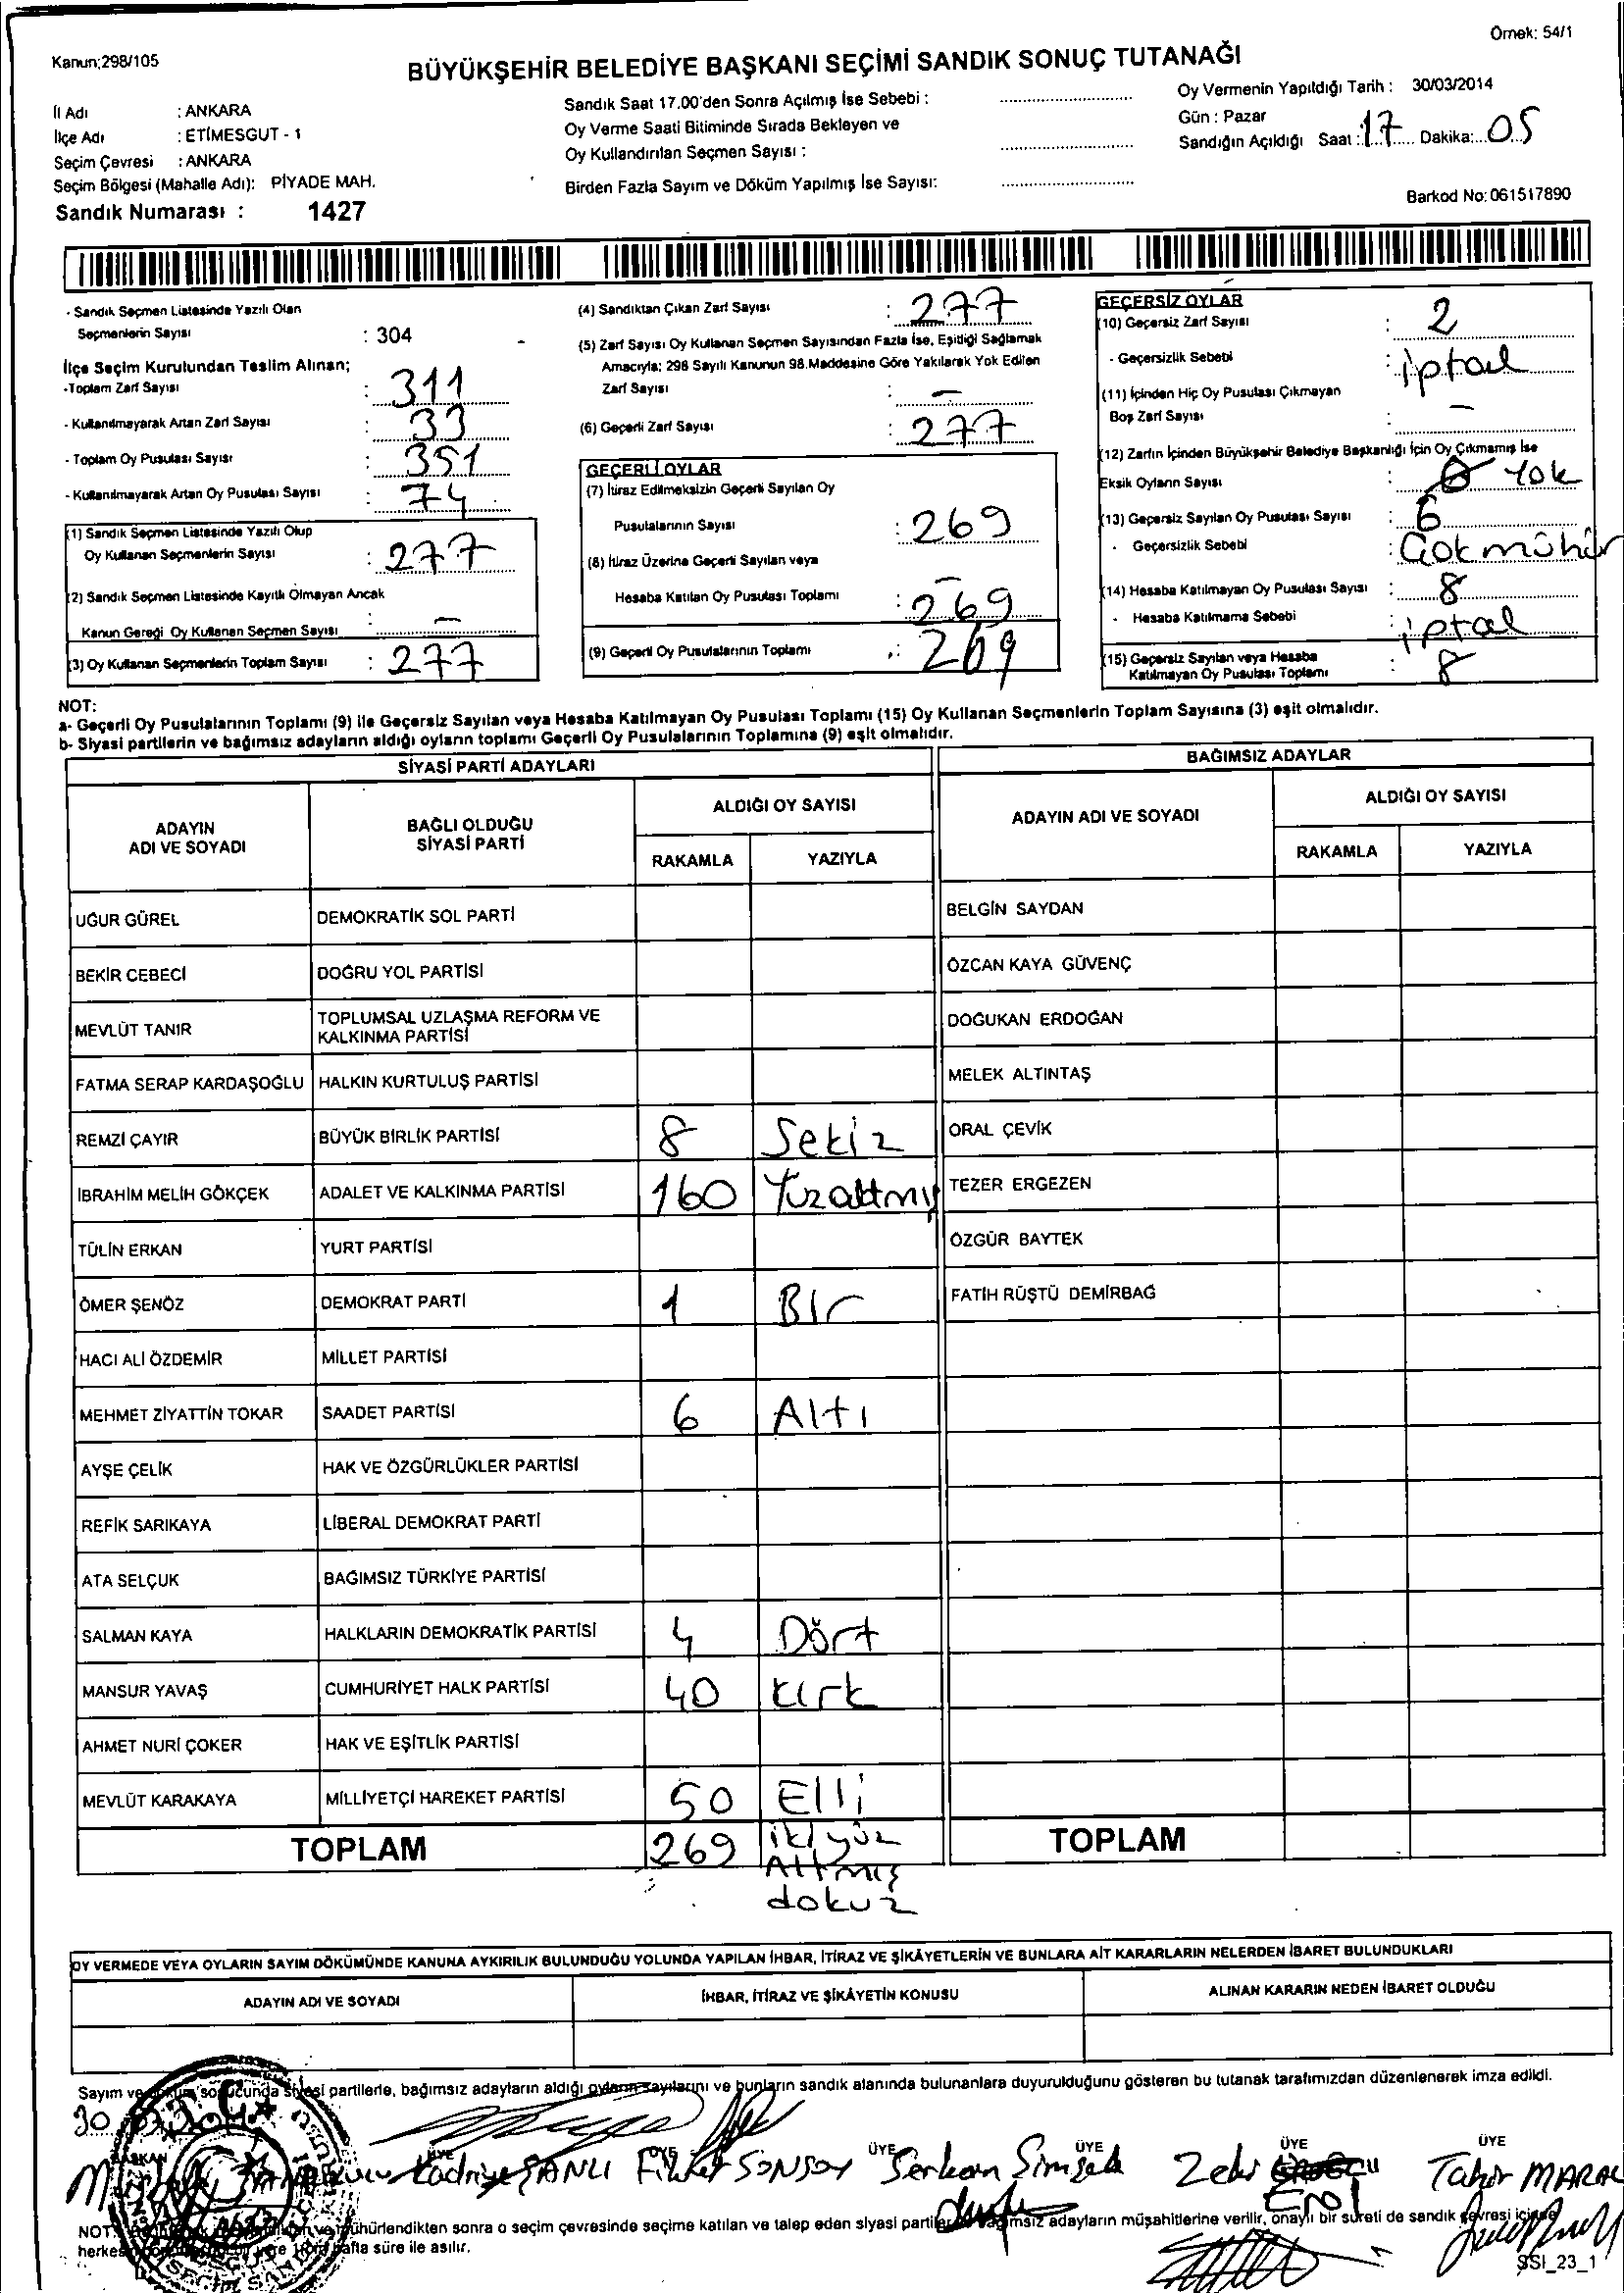 Örnek: 54/1
Kanun;298/105
BÜYÜKŞEHİR BELEDİYE BAŞKANI SEÇİMİ SANDIK SONUÇ TUTANAĞI
İl Adı : ANKARA
İlçe Adı : ETİMESGUT - 1
Seçim Çevresi : ANKARA
Seçim Bölgesi (Mahalle Adı): PİYADE MAH.
Sandık Numarası : 1427
Sandık Saat 17.00'den Sonra Açılmış İse Sebebi :
Oy Verme Saati Bitiminde Sırada Bekleyen ve
Oy Kullandırılan Seçmen Sayısı :
Birden Fazla Sayım ve Döküm Yapılmış İse Sayısı:
Oy Vermenin Yapıldığı Tarih : 30/03/2014
Gün : Pazar
Sandığın Açıldığı Saat : 17 Dakika: 05
Barkod No: 061517890
- Sandık Seçmen Listesinde Yazılı Olan
Seçmenlerin Sayısı : 304
İlçe Seçim Kurulundan Teslim Alınan;
-Toplam Zarf Sayısı : 311
- Kullanılmayarak Artan Zarf Sayısı : 33
- Toplam Oy Pusulası Sayısı : 351
- Kullanılmayarak Artan Oy Pusulası Sayısı : 74
(1) Sandık Seçmen Listesinde Yazılı Olup
Oy Kullanan Seçmenlerin Sayısı : 277
(2) Sandık Seçmen Listesinde Kayıtlı Olmayan Ancak
Kanun Gereği Oy Kullanan Seçmen Sayısı : -
(3) Oy Kullanan Seçmenlerin Toplam Sayısı : 277
(4) Sandıktan Çıkan Zarf Sayısı : 277
(5) Zarf Sayısı Oy Kullanan Seçmen Sayısından Fazla İse, Eşitliği Sağlamak
Amacıyla; 298 Sayılı Kanunun 98.Maddesine Göre Yakılarak Yok Edilen
Zarf Sayısı : -
(6) Geçerli Zarf Sayısı : 277
GEÇERLİ OYLAR
(7) İtiraz Edilmeksizin Geçerli Sayılan Oy
Pusulalarının Sayısı : 269
(8) İtiraz Üzerine Geçerli Sayılan veya -
Hesaba Katılan Oy Pusulası Toplamı : 269
(9) Geçerli Oy Pusulalarının Toplamı : 269
GEÇERSİZ OYLAR
(10) Geçersiz Zarf Sayısı : 2
- Geçersizlik Sebebi : iptal
(11) İçinden Hiç Oy Pusulası Çıkmayan
Boş Zarf Sayısı : -
(12) Zarfın İçinden Büyükşehir Belediye Başkanlığı İçin Oy Çıkmamış İse
Eksik Oyların Sayısı : Yok
(13) Geçersiz Sayılan Oy Pusulası Sayısı : 6
- Geçersizlik Sebebi : Çokmühür
(14) Hesaba Katılmayan Oy Pusulası Sayısı : 8
- Hesaba Katılmama Sebebi : iptal
(15) Geçersiz Sayılan veya Hesaba
Katılmayan Oy Pusulası Toplamı : 8
NOT:
a- Geçerli Oy Pusulalarının Toplamı (9) ile Geçersiz Sayılan veya Hesaba Katılmayan Oy Pusulası Toplamı (15) Oy Kullanan Seçmenlerin Toplam Sayısına (3) eşit olmalıdır.
b- Siyasi partilerin ve bağımsız adayların aldığı oyların toplamı Geçerli Oy Pusulalarının Toplamına (9) eşit olmalıdır.
SİYASİ PARTİ ADAYLARI
ADAYIN
ADI VE SOYADI
BAĞLI OLDUĞU
SİYASİ PARTİ
ALDIĞI OY SAYISI
RAKAMLA YAZIYLA
UĞUR GÜREL DEMOKRATİK SOL PARTİ
BEKİR CEBECİ DOĞRU YOL PARTİSİ
MEVLÜT TANIR TOPLUMSAL UZLAŞMA REFORM VE
KALKINMA PARTİSİ
FATMA SERAP KARDAŞOĞLU HALKIN KURTULUŞ PARTİSİ
REMZİ ÇAYIR BÜYÜK BİRLİK PARTİSİ 8 Sekiz
İBRAHİM MELİH GÖKÇEK ADALET VE KALKINMA PARTİSİ 160 Yüzaltmış
TÜLİN ERKAN YURT PARTİSİ
ÖMER ŞENÖZ DEMOKRAT PARTİ 1 Bir
HACI ALİ ÖZDEMİR MİLLET PARTİSİ
MEHMET ZİYATTİN TOKAR SAADET PARTİSİ 6 Altı
AYŞE ÇELİK HAK VE ÖZGÜRLÜKLER PARTİSİ
REFİK SARIKAYA LİBERAL DEMOKRAT PARTİ
ATA SELÇUK BAĞIMSIZ TÜRKİYE PARTİSİ
SALMAN KAYA HALKLARIN DEMOKRATİK PARTİSİ 4 Dört
MANSUR YAVAŞ CUMHURİYET HALK PARTİSİ 40 Kırk
AHMET NURİ ÇOKER HAK VE EŞİTLİK PARTİSİ
MEVLÜT KARAKAYA MİLLİYETÇİ HAREKET PARTİSİ 50 Elli
TOPLAM 269 ikiyüz
Altmış
dokuz
BAĞIMSIZ ADAYLAR
ADAYIN ADI VE SOYADI
ALDIĞI OY SAYISI
RAKAMLA YAZIYLA
BELGİN SAYDAN
ÖZCAN KAYA GÜVENÇ
DOĞUKAN ERDOĞAN
MELEK ALTINTAŞ
ORAL ÇEVİK
TEZER ERGEZEN
ÖZGÜR BAYTEK
FATİH RÜŞTÜ DEMİRBAĞ
TOPLAM
OY VERMEDE VEYA OYLARIN SAYIM DÖKÜMÜNDE KANUNA AYKIRILIK BULUNDUĞU YOLUNDA YAPILAN İHBAR, İTİRAZ VE ŞİKÂYETLERİN VE BUNLARA AİT KARARLARIN NELERDEN İBARET BULUNDUKLARI
ADAYIN ADI VE SOYADI
İHBAR, İTİRAZ VE ŞİKÂYETİN KONUSU
ALINAN KARARIN NEDEN İBARET OLDUĞU
Sayım ve döküm sonucunda siyasi partilerle, bağımsız adayların aldığı oyların sayılarını ve bunların sandık alanında bulunanlara duyurulduğunu gösteren bu tutanak tarafımızdan düzenlenerek imza edildi.
30
T.C.
BAŞKAN ÜYE ÜYE ÜYE ÜYE ÜYE ÜYE
Kadriye ŞANLI Fikret SONSOY Serkan Şimşek Zeki Erol Tahir MARAL
NOT: ve mühürlendikten sonra o seçim çevresinde seçime katılan ve talep eden siyasi partiler bağımsız adayların müşahitlerine verilir, onaylı bir sureti de sandık çevresi içinde
hafta süre ile asılır.
SSI_23_1